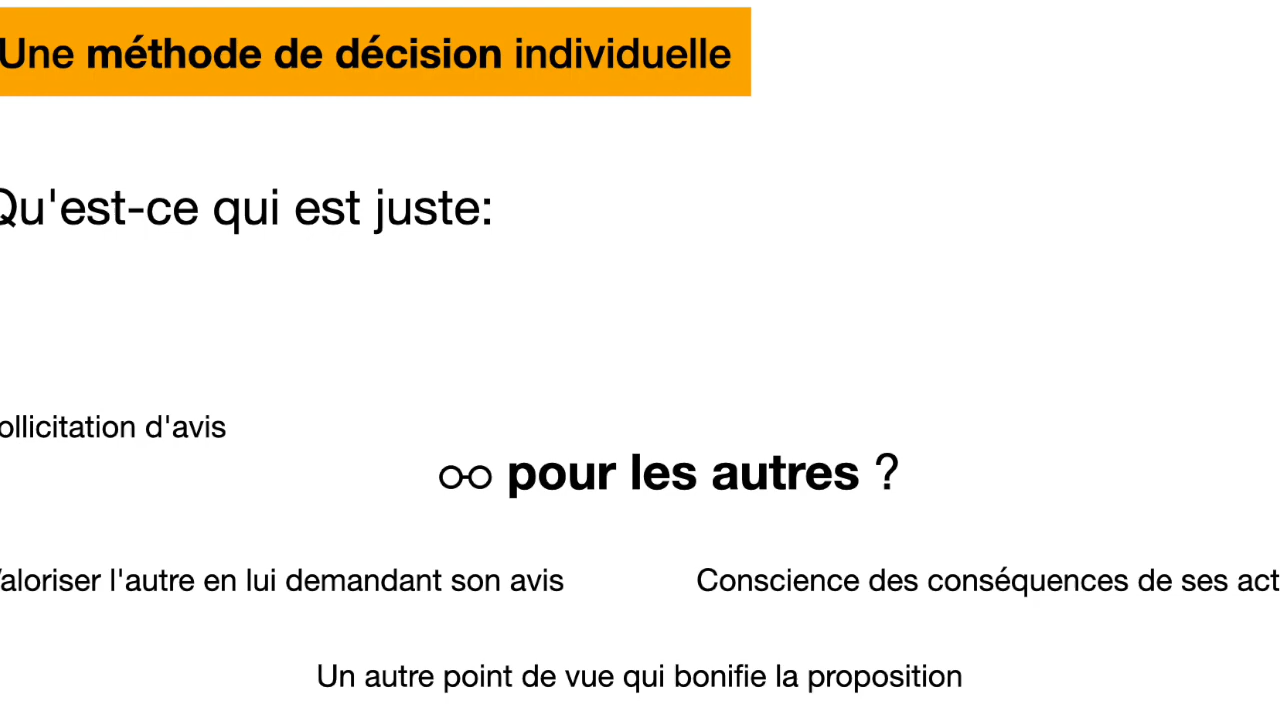 Une méthode de décision individuelle
Qu'est-ce qui est juste:
ollicitation d'avis
pour les autres ?
aloriser l'autre en lui demandant son avis
Conscience des conséquences de ses act
Un autre point de vue qui bonifie la proposition